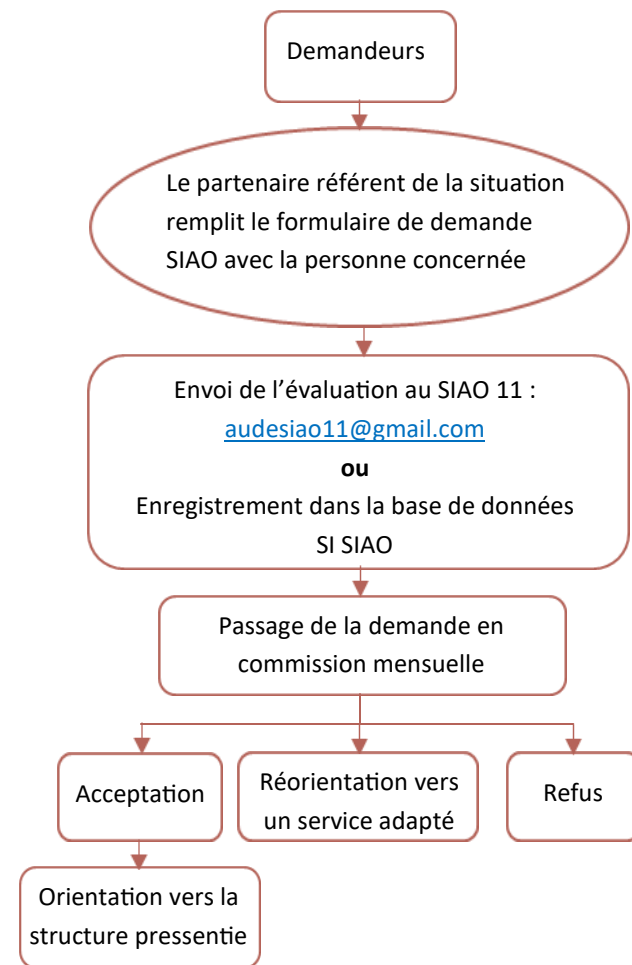 Demandeurs
Le partenaire référent de la situation
remplit le formulaire de demande
SIAO avec la personne concernée
Envoi de l’évaluation au SIAO 11 :
audesiao11@gmail.com
ou
Enregistrement dans la base de données
SI SIAO
Passage de la demande en
commission mensuelle
Acceptation
Réorientation vers
un service adapté
Refus
Orientation vers la
structure pressentie